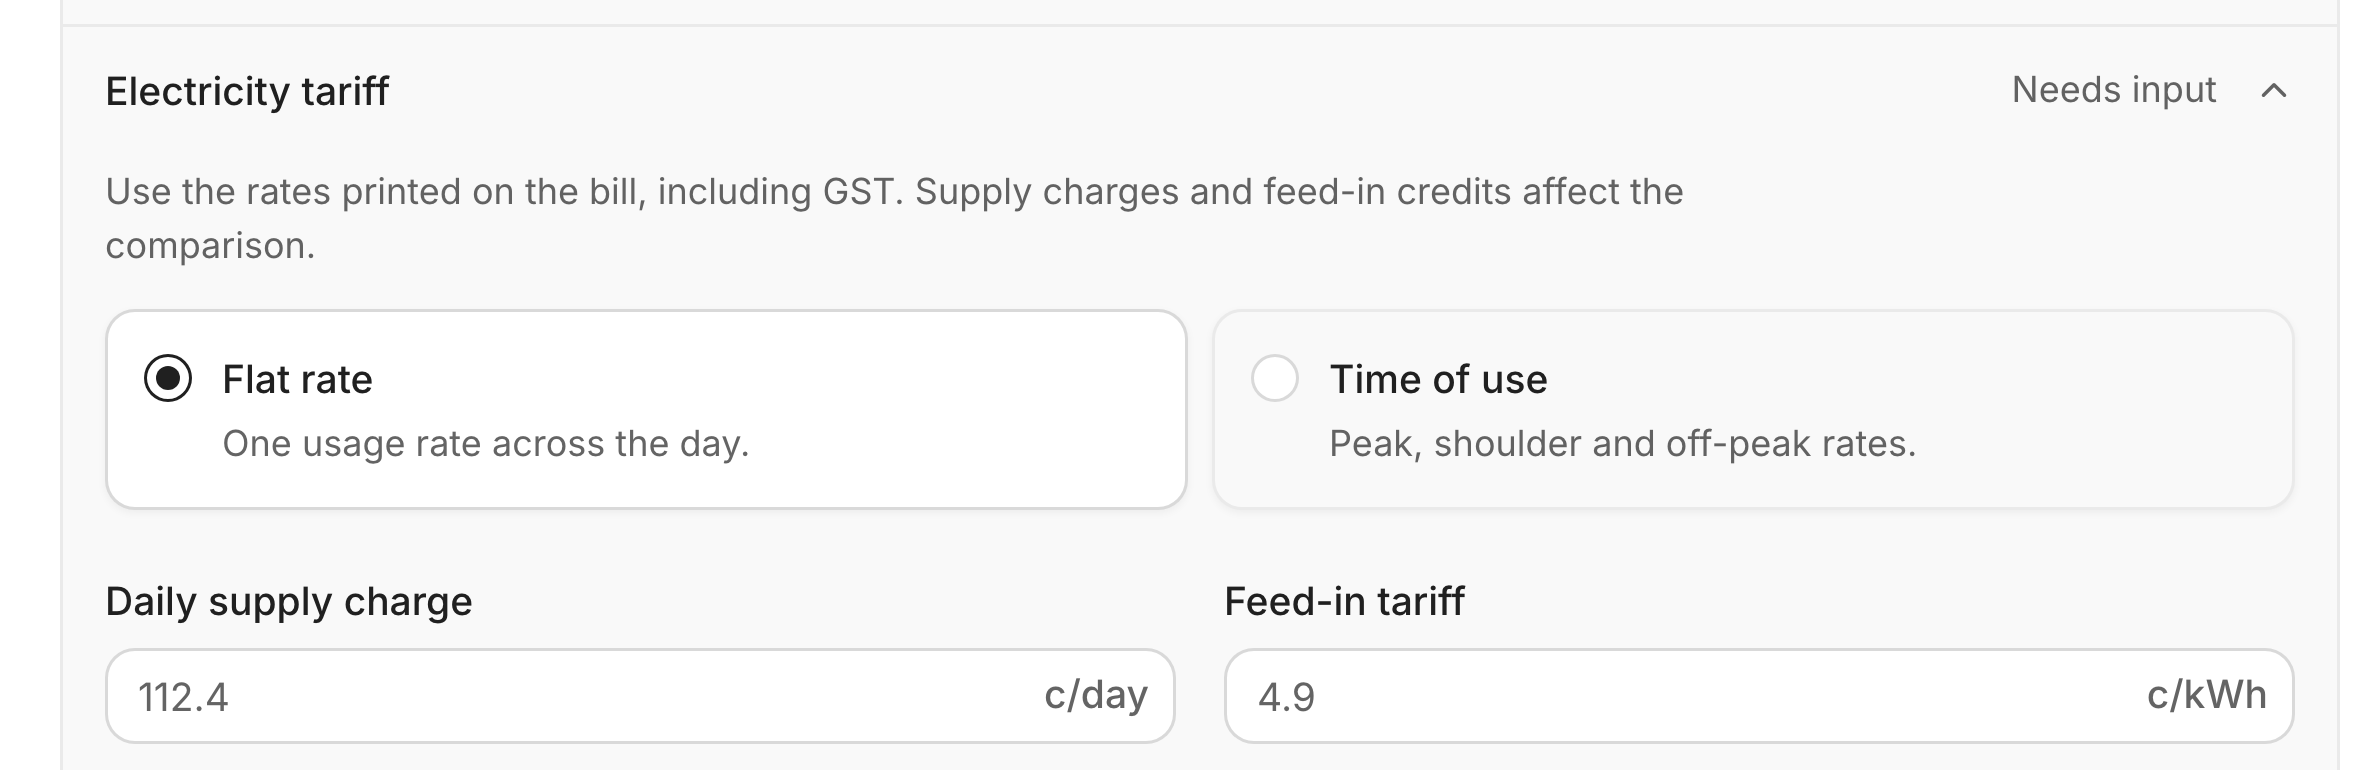 Electricity tariff
Needs input
Use the rates printed on the bill, including GST. Supply charges and feed-in credits affect the
comparison.
Flat rate
One usage rate across the day.
Time of use
Peak, shoulder and off-peak rates.
Daily supply charge
112.4 c/day
Feed-in tariff
4.9 c/kWh